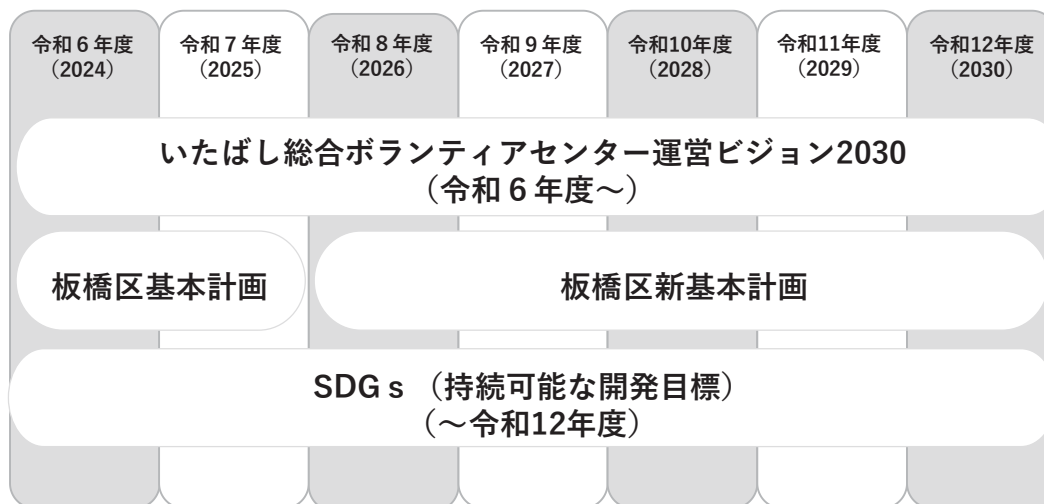 令和６年度 令和７年度 令和８年度 令和９年度 令和10年度 令和11年度 令和12年度
（2024） （2025） （2026） （2027） （2028） （2029） （2030）
いたばし総合ボランティアセンター運営ビジョン2030
（令和６年度～）
板橋区基本計画 板橋区新基本計画
SDGｓ（持続可能な開発目標）
（～令和12年度）